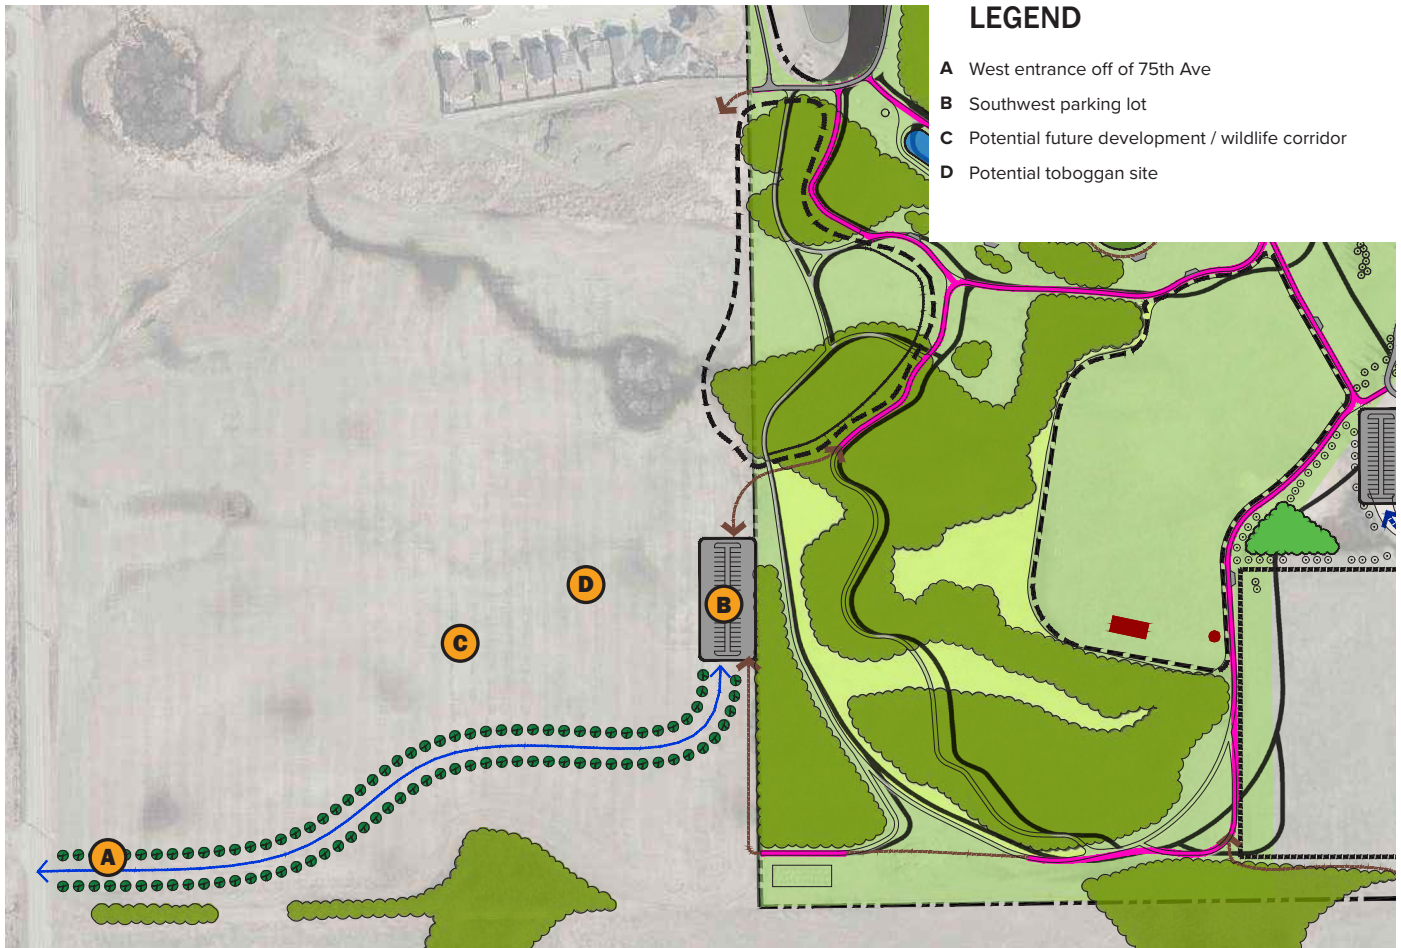 LEGEND
A West entrance off of 75th Ave
B Southwest parking lot
C Potential future development / wildlife corridor
D Potential toboggan site
D
B
C
A